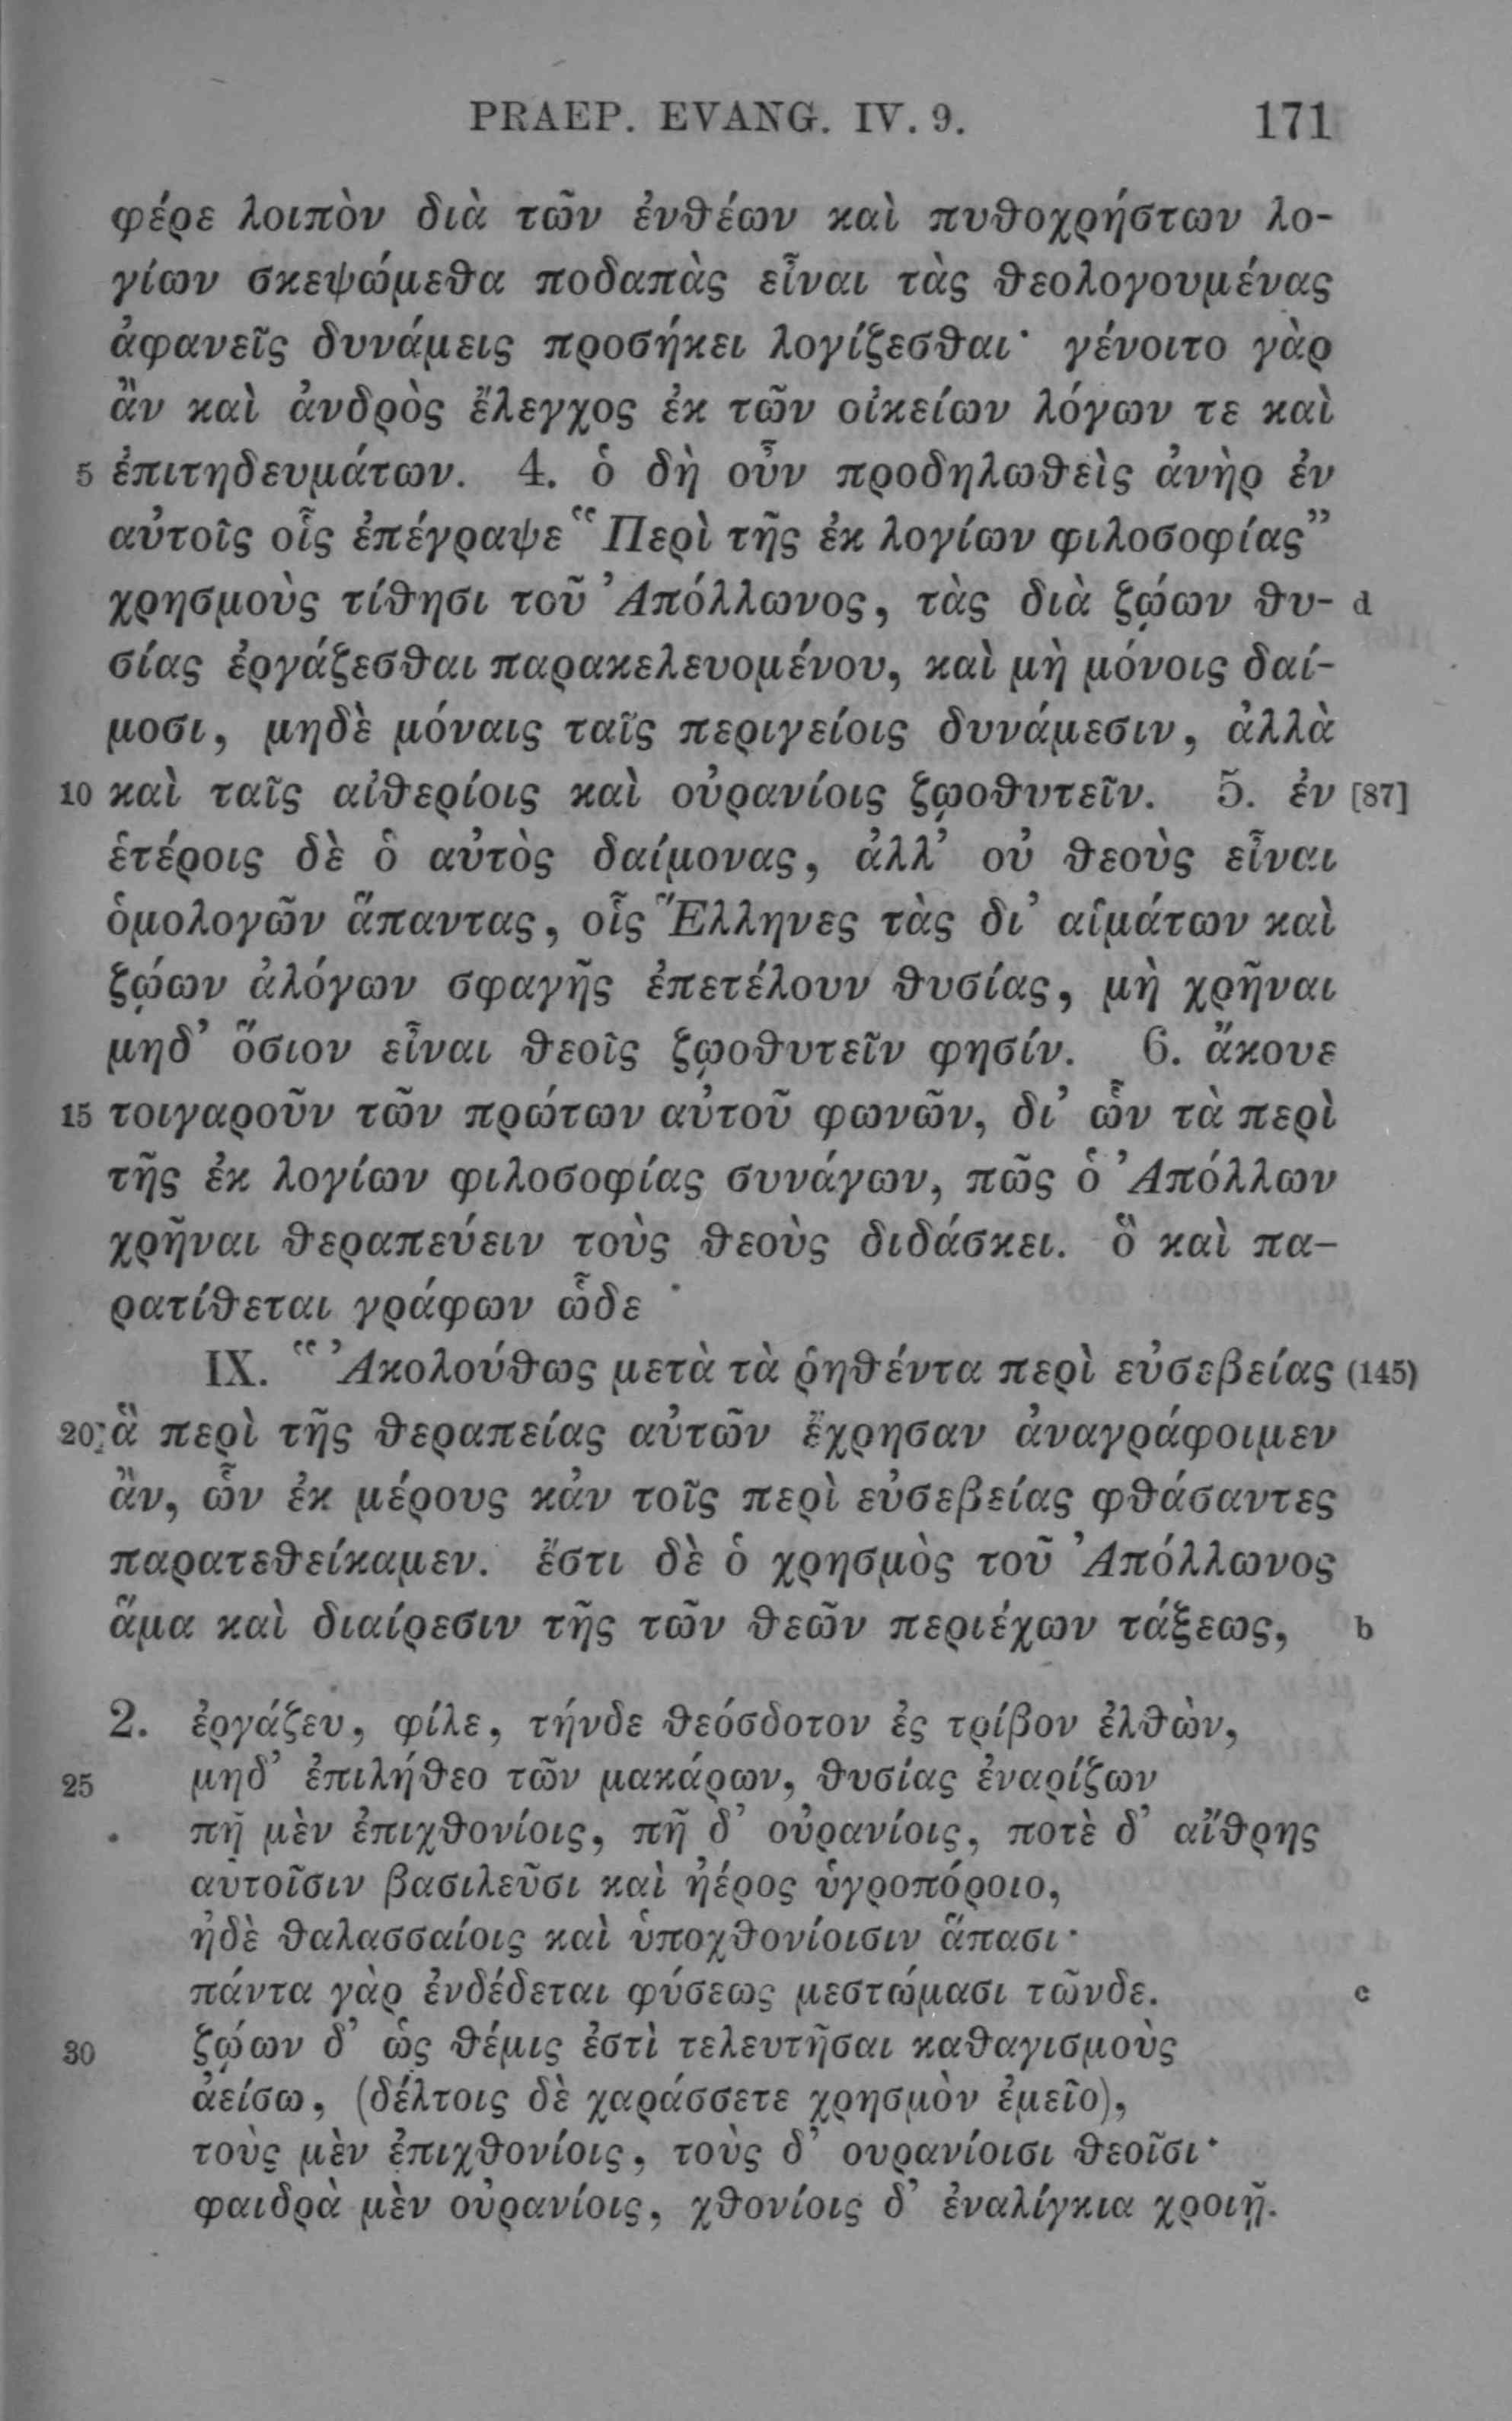 PRAEP. EVANG. IV. 9. 171
φέρε λοιπὸν διὰ τῶν ἐνθέων καὶ πυθοχρήστων λο-
γίων σκεψώμεθα ποδαπὰς εἶναι τὰς θεολογουμένας
ἀφανεῖς δυνάμεις προσήκει λογίζεσθαι· γένοιτο γὰρ
ἂν καὶ ἀνδρὸς ἔλεγχος ἐκ τῶν οἰκείων λόγων τε καὶ
5 ἐπιτηδευμάτων. 4. ὁ δὴ οὖν προδηλωθεὶς ἀνὴρ ἐν
αὐτοῖς οἷς ἐπέγραψε “Περὶ τῆς ἐκ λογίων φιλοσοφίας”
χρησμοὺς τίθησι τοῦ Ἀπόλλωνος, τὰς διὰ ζῴων θυ- d
σίας ἐργάζεσθαι παρακελευομένου, καὶ μὴ μόνοις δαί-
μοσι, μηδὲ μόναις ταῖς περιγείοις δυνάμεσιν, ἀλλὰ
10 καὶ ταῖς αἰθερίοις καὶ οὐρανίοις ζῳοθυτεῖν. 5. ἐν [87]
ἑτέροις δὲ ὁ αὐτὸς δαίμονας, ἀλλ’ οὐ θεοὺς εἶναι
ὁμολογῶν ἅπαντας, οἷς Ἕλληνες τὰς δι’ αἱμάτων καὶ
ζῴων ἀλόγων σφαγῆς ἐπετέλουν θυσίας, μὴ χρῆναι
μηδ’ ὅσιον εἶναι θεοῖς ζῳοθυτεῖν φησίν. 6. ἄκουε
15 τοιγαροῦν τῶν πρώτων αὐτοῦ φωνῶν, δι’ ὧν τὰ περὶ
τῆς ἐκ λογίων φιλοσοφίας συνάγων, πῶς ὁ Ἀπόλλων
χρῆναι θεραπεύειν τοὺς θεοὺς διδάσκει. ὃ καὶ πα-
ρατίθεται γράφων ὧδε·
IX. “Ἀκολούθως μετὰ τὰ ῥηθέντα περὶ εὐσεβείας (145)
20 ἃ περὶ τῆς θεραπείας αὐτῶν ἔχρησαν ἀναγράφοιμεν
ἂν, ὧν ἐκ μέρους κἀν τοῖς περὶ εὐσεβείας φθάσαντες
παρατεθείκαμεν. ἔστι δὲ ὁ χρησμὸς τοῦ Ἀπόλλωνος
ἅμα καὶ διαίρεσιν τῆς τῶν θεῶν περιέχων τάξεως, b
2. ἐργάζευ, φίλε, τήνδε θεόσδοτον ἐς τρίβον ἐλθὼν,
25 μηδ’ ἐπιλήθεο τῶν μακάρων, θυσίας ἐναρίζων
πῆ μὲν ἐπιχθονίοις, πῆ δ’ οὐρανίοις, ποτὲ δ’ αἴθρης
αὐτοῖσιν βασιλεῦσι καὶ ἠέρος ὑγροπόροιο,
ἠδὲ θαλασσαίοις καὶ ὑποχθονίοισιν ἅπασι·
πάντα γὰρ ἐνδέδεται φύσεως μεστώμασι τῶνδε. c
30 ζῴων δ’ ὡς θέμις ἐστὶ τελευτῆσαι καθαγισμοὺς
ἀείσω, (δέλτοις δὲ χαράσσετε χρησμὸν ἐμεῖο),
τοὺς μὲν ἐπιχθονίοις, τοὺς δ’ οὐρανίοισι θεοῖσι·
φαιδρὰ μὲν οὐρανίοις, χθονίοις δ’ ἐναλίγκια χροιῇ.